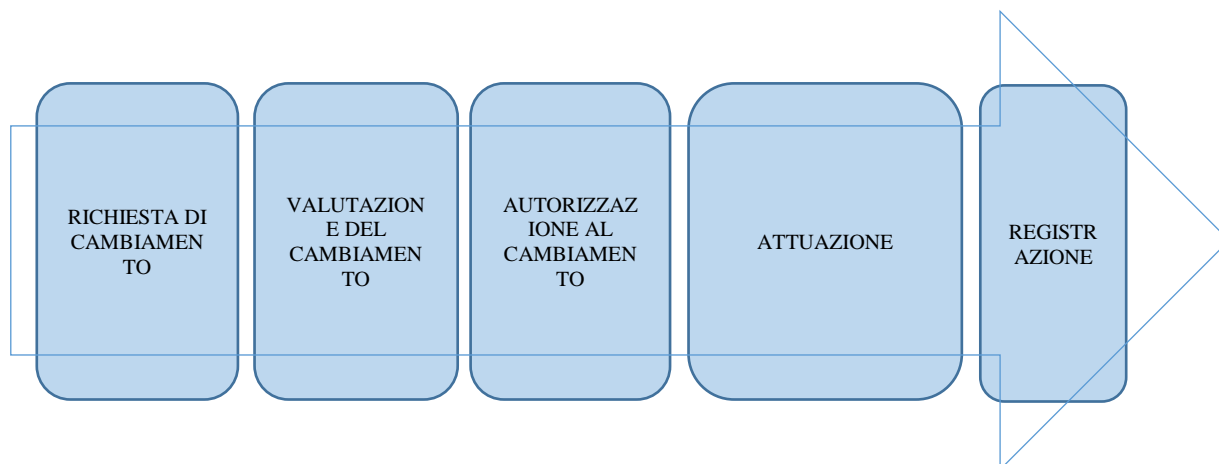 RICHIESTA DI
CAMBIAMEN
TO
VALUTAZION
E DEL
CAMBIAMEN
TO
AUTORIZZAZ
IONE AL
CAMBIAMEN
TO
ATTUAZIONE
REGISTR
AZIONE